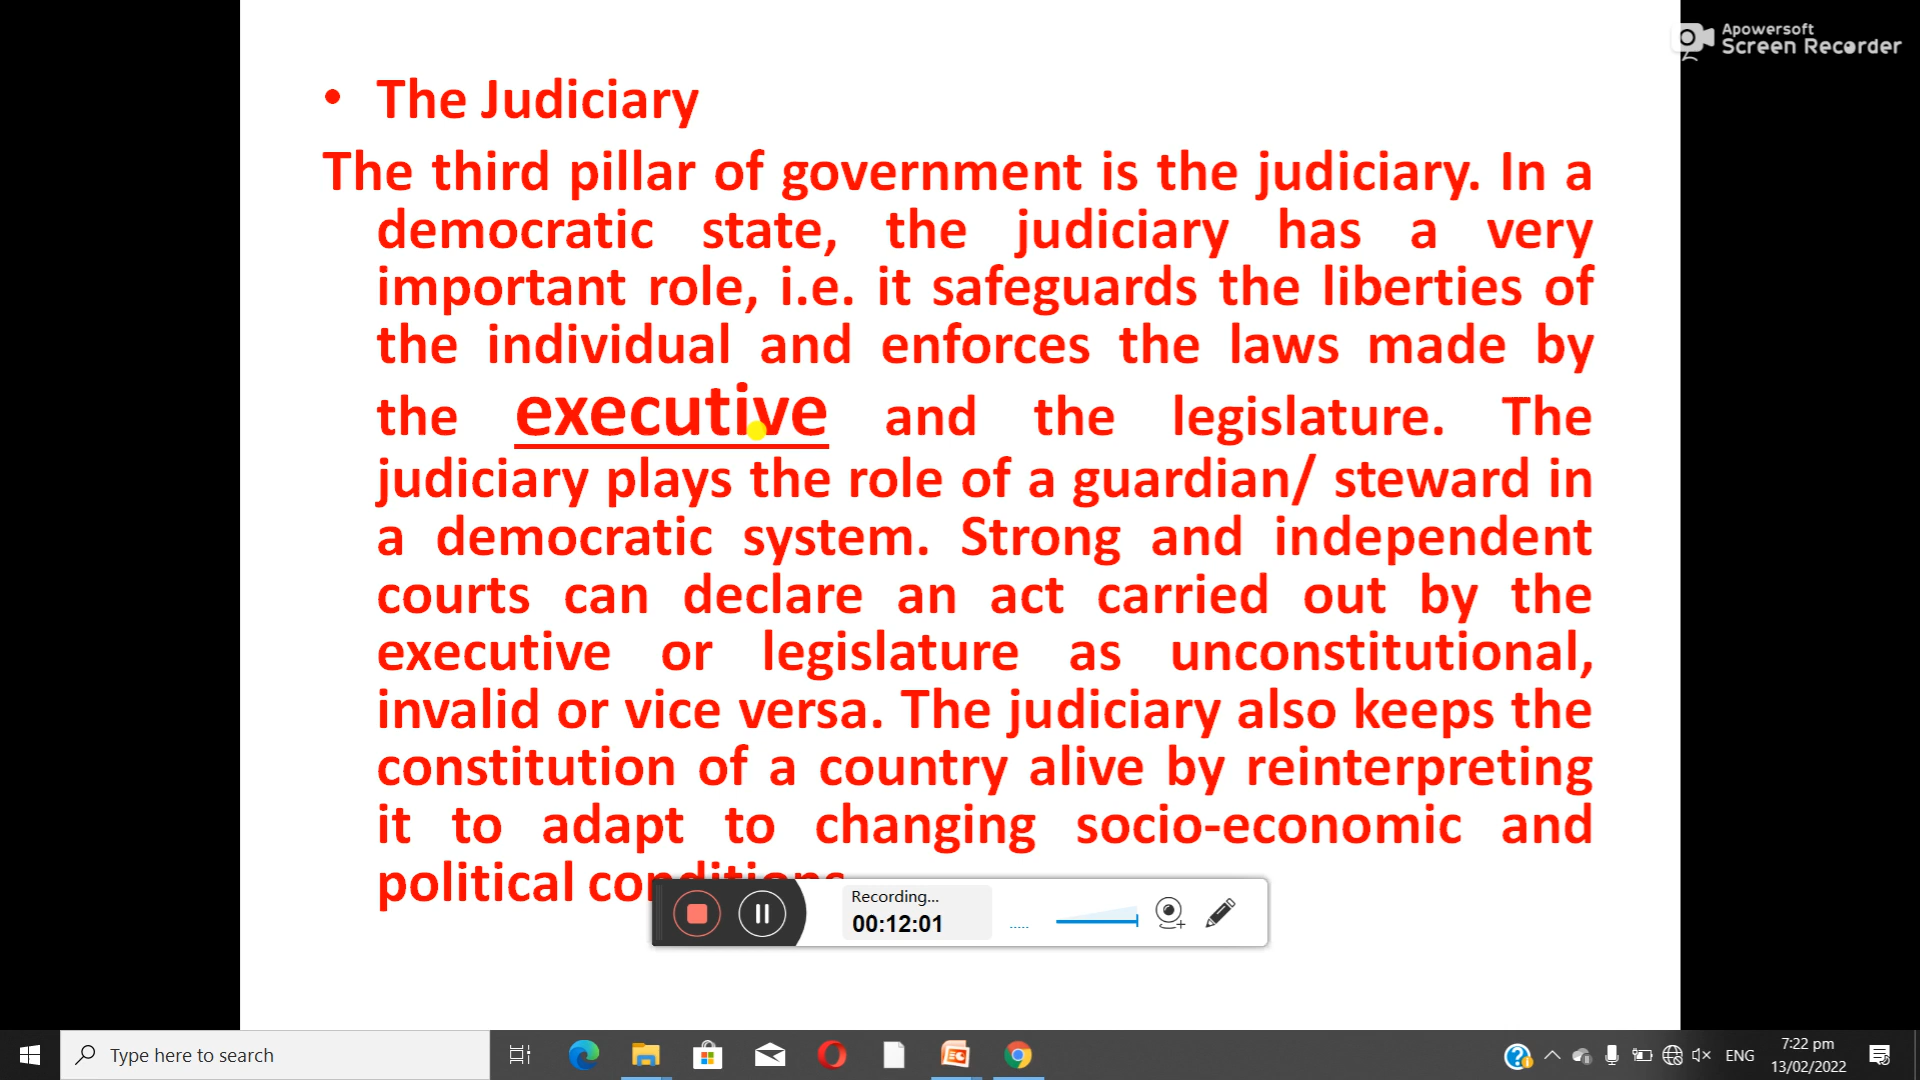 Apowersoft
Screen Recorder
• The Judiciary
The third pillar of government is the judiciary. In a
democratic state, the judiciary has a very
important role, i.e. it safeguards the liberties of
the individual and enforces the laws made by
the executive and the legislature. The
judiciary plays the role of a guardian/ steward in
a democratic system. Strong and independent
courts can declare an act carried out by the
executive or legislature as unconstitutional,
invalid or vice versa. The judiciary also keeps the
constitution of a country alive by reinterpreting
it to adapt to changing socio-economic and
political conditions
Recording...
00:12:01
Type here to search
ENG
7:22 pm
13/02/2022